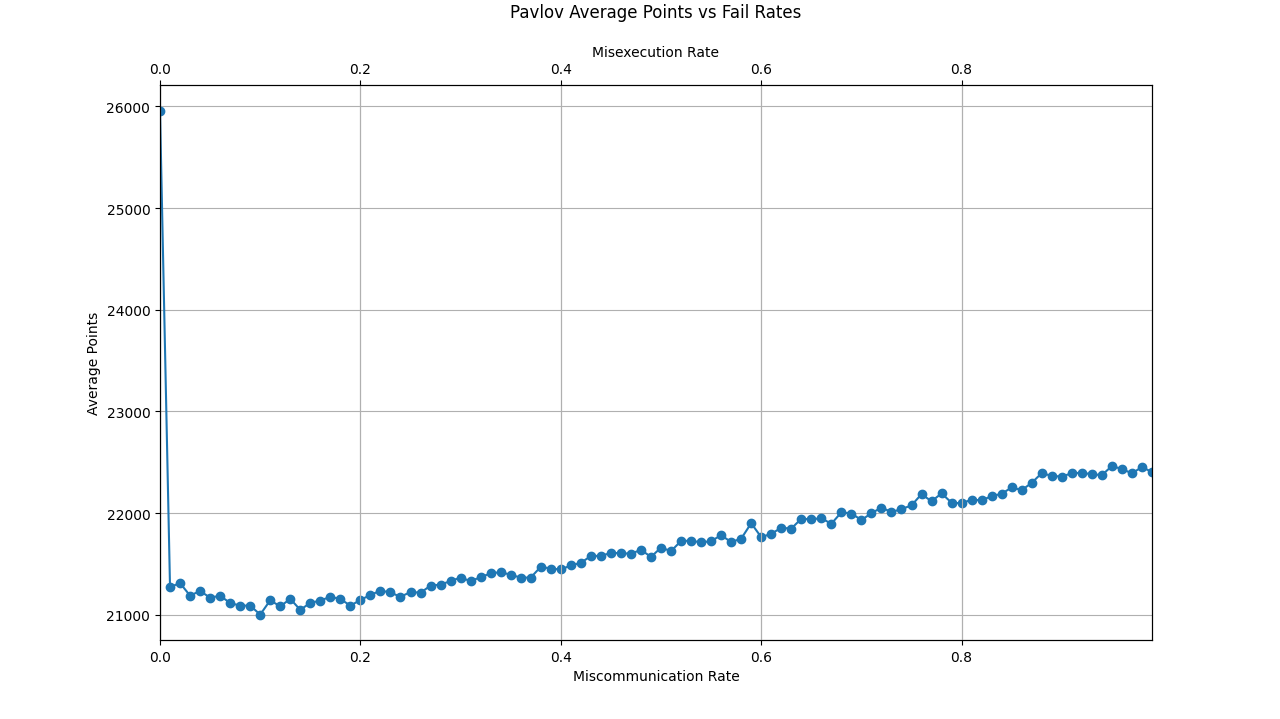 Pavlov Average Points vs Fail Rates
Misexecution Rate
0.0 0.2 0.4 0.6 0.8
26000
25000
24000
23000
22000
21000
Average Points
0.0 0.2 0.4 0.6 0.8
Miscommunication Rate